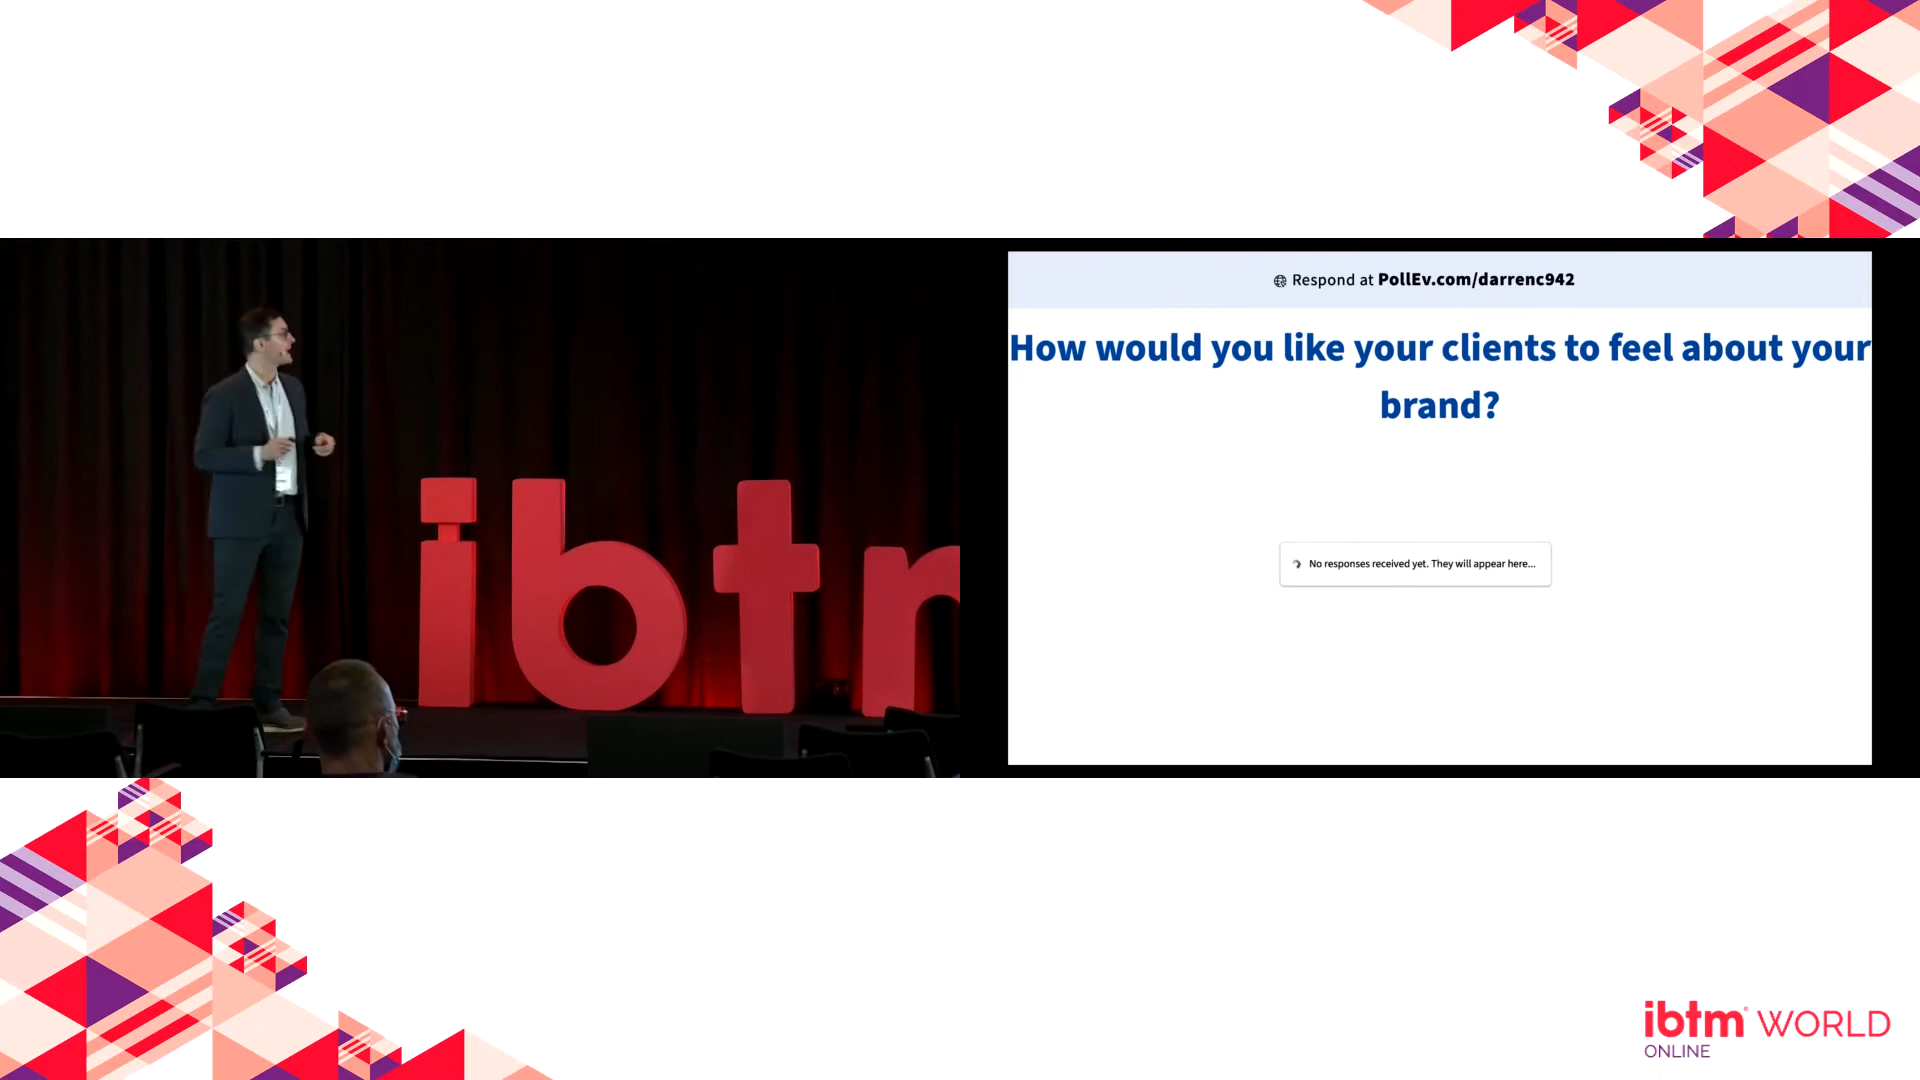 Respond at PollEv.com/darrenc942
How would you like your clients to feel about your
brand?
No responses received yet. They will appear here...
ibt
ibtm WORLD
ONLINE